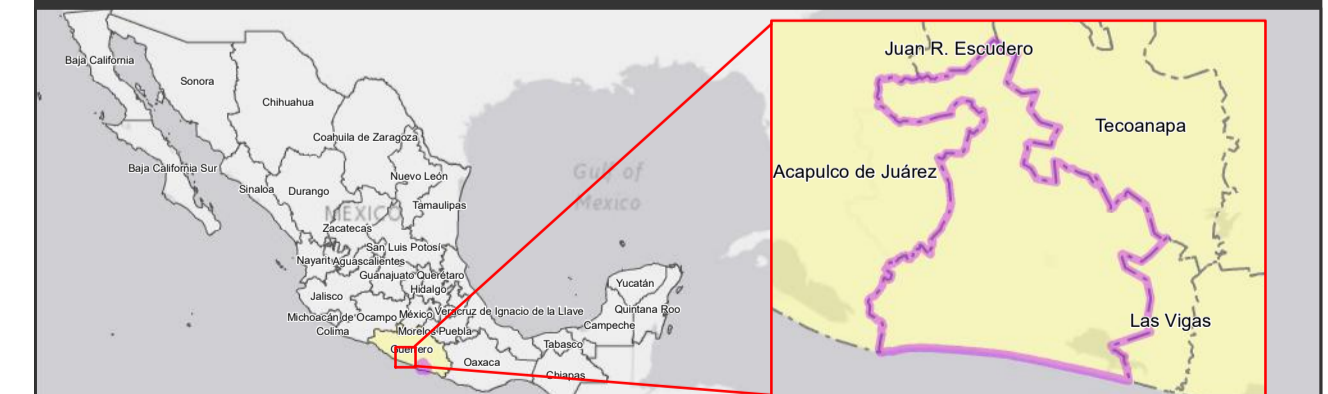 Baja California
Sonora
Chihuahua
Coahuila de Zaragoza
Baja California Sur
Nuevo León
Sinaloa
Durango
Tamaulipas
MÉXICO
Zacatecas
San Luis Potosí
Nayarit
Aguascalientes
Guanajuato
Querétaro
Hidalgo
Jalisco
Michoacán de Ocampo
México
Veracruz de Ignacio de la Llave
Colima
Morelos
Puebla
Guerrero
Oaxaca
Tabasco
Chiapas
Campeche
Yucatán
Quintana Roo
Gulf of
Mexico
Juan R. Escudero
Tecoanapa
Acapulco de Juárez
Las Vigas